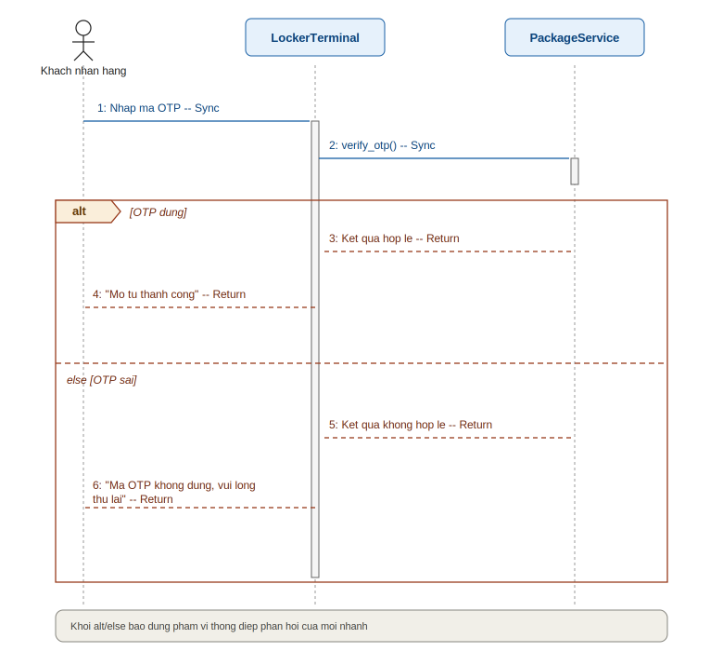 LockerTerminal
PackageService
Khach nhan hang
1: Nhap ma OTP -- Sync
2: verify_otp() -- Sync
alt
[OTP dung]
3: Ket qua hop le -- Return
4: "Mo tu thanh cong" -- Return
else [OTP sai]
5: Ket qua khong hop le -- Return
6: "Ma OTP khong dung, vui long
thu lai" -- Return
Khoi alt/else bao dung pham vi thong diep phan hoi cua moi nhanh